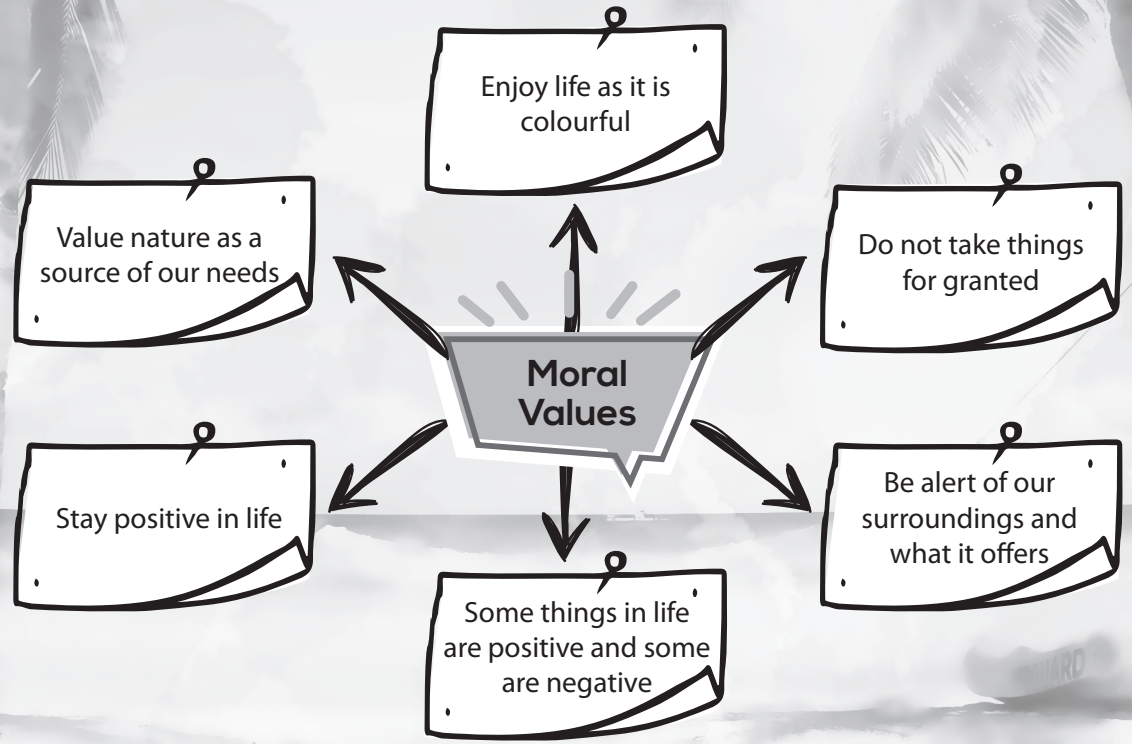 Enjoy life as it is
colourful
Value nature as a
source of our needs
Do not take things
for granted
Moral
Values
Stay positive in life
Be alert of our
surroundings and
what it offers
Some things in life
are positive and some
are negative